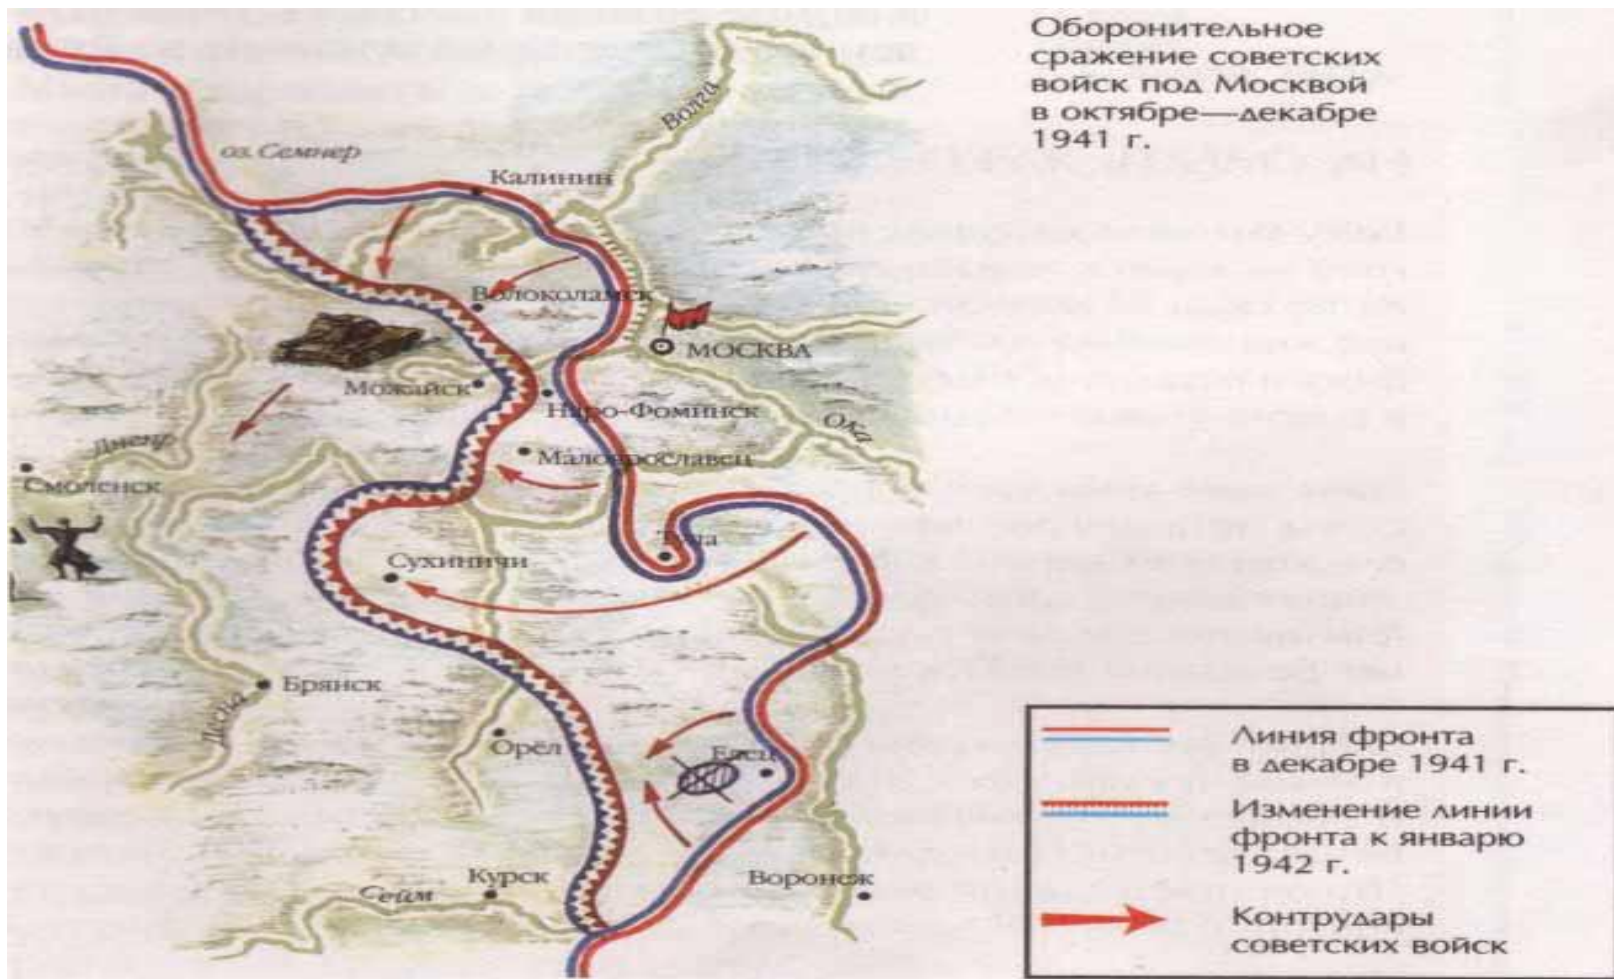 Оборонительное
сражение советских
войск под Москвой
в октябре—декабре
1941 г.
Волга
оз. Семнер
Калинин
Волоколамск
МОСКВА
Можайск
Наро-Фоминск
Ока
Днепр
Малоярославец
Смоленск
Тула
Сухиничи
Брянск
Десна
Орёл
Елец
Курск
Сейм
Воронеж
Линия фронта
в декабре 1941 г.
Изменение линии
фронта к январю
1942 г.
Контрудары
советских войск